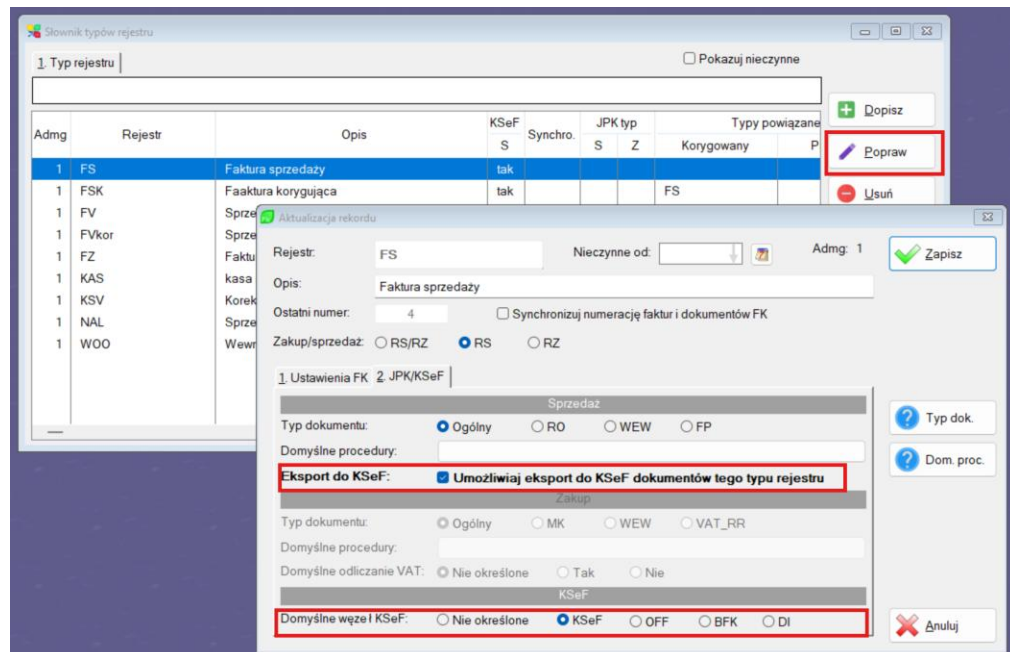 Słownik typów rejestru
1. Typ rejestru
Pokazuj nieczynne
Dopisz
Popraw
Usuń
Admg Rejestr Opis KSeF Synchro. JPK typ Typy powiązane
S S Z Korygowany P
1 FS Faktura sprzedaży tak
1 FSK Faaktura korygująca tak FS
1 FV Sprze
1 FVkor Sprze
1 FZ Faktu
1 KAS kasa
1 KSV Korek
1 NAL Sprze
1 WOO Wewr
Aktualizacja rekordu
Rejestr: FS Nieczynne od: Admg: 1 Zapisz
Opis: Faktura sprzedaży
Ostatni numer: 4 Synchronizuj numerację faktur i dokumentów FK
Zakup/sprzedaż: RS/RZ RS RZ
1. Ustawienia FK 2. JPK/KSeF
Sprzedaż
Typ dokumentu: Ogólny RO WEW FP Typ dok.
Domyślne procedury:
Dom. proc.
Eksport do KSeF: Umożliwiaj eksport do KSeF dokumentów tego typu rejestru
Zakup
Typ dokumentu: Ogólny MK WEW VAT_RR
Domyślne procedury:
Domyślne odliczanie VAT: Nie określone Tak Nie
KSeF
Domyślne węzeł KSeF: Nie określone KSeF OFF BFK DI Anuluj